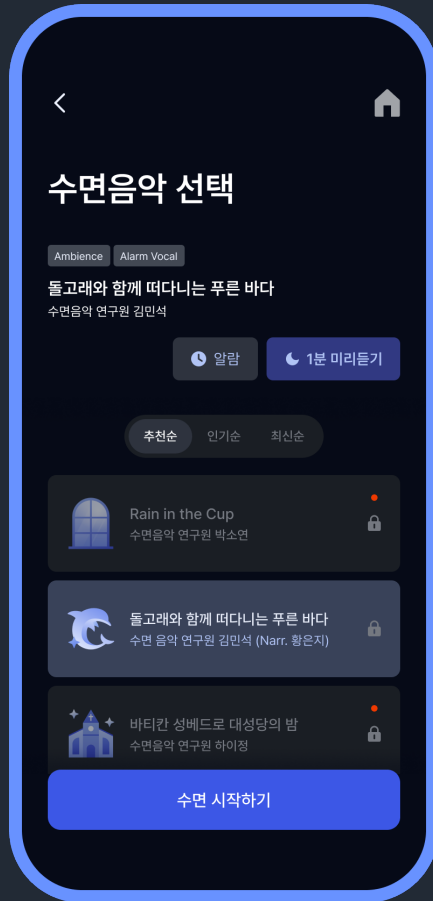 수면음악 선택
Ambience Alarm Vocal
돌고래와 함께 떠다니는 푸른 바다
수면음악 연구원 김민석
알람 1분 미리듣기
추천순 인기순 최신순
Rain in the Cup
수면음악 연구원 박소연
돌고래와 함께 떠다니는 푸른 바다
수면 음악 연구원 김민석 (Narr. 황은지)
바티칸 성베드로 대성당의 밤
수면음악 연구원 하이정
수면 시작하기